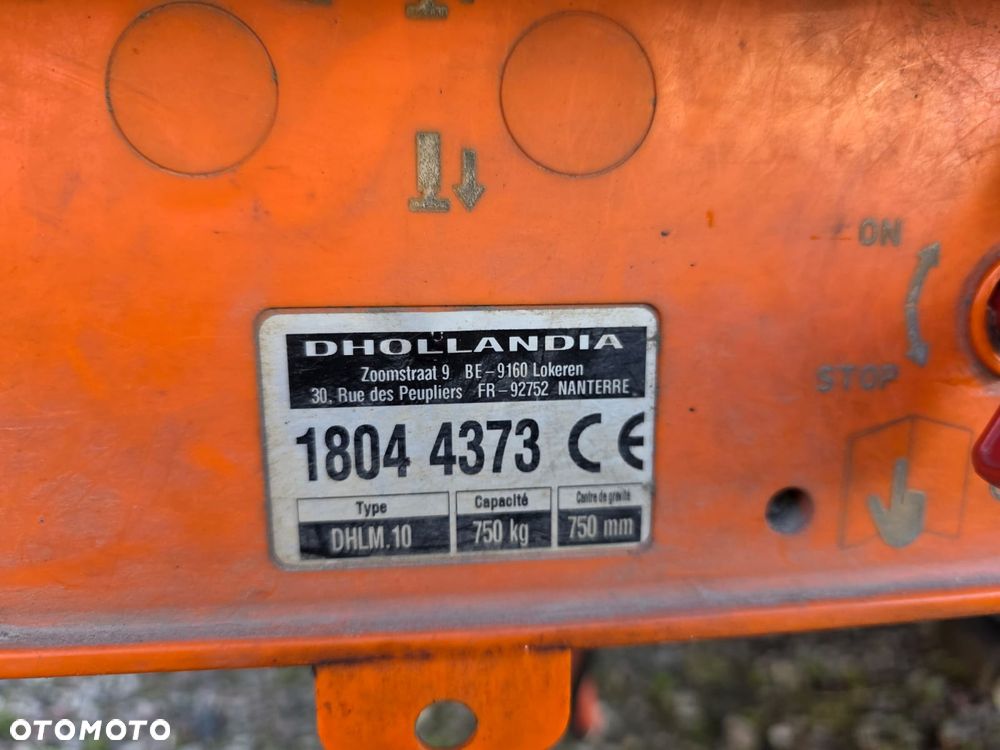 ON
STOP
DHOLLANDIA
Zoomstraat 9 BE-9160 Lokeren
30, Rue des Peupliers FR-92752 NANTERRE
1804 4373 CE
Type Capacité Centre de gravité
DHLM.10 750 kg 750 mm
OTOMOTO